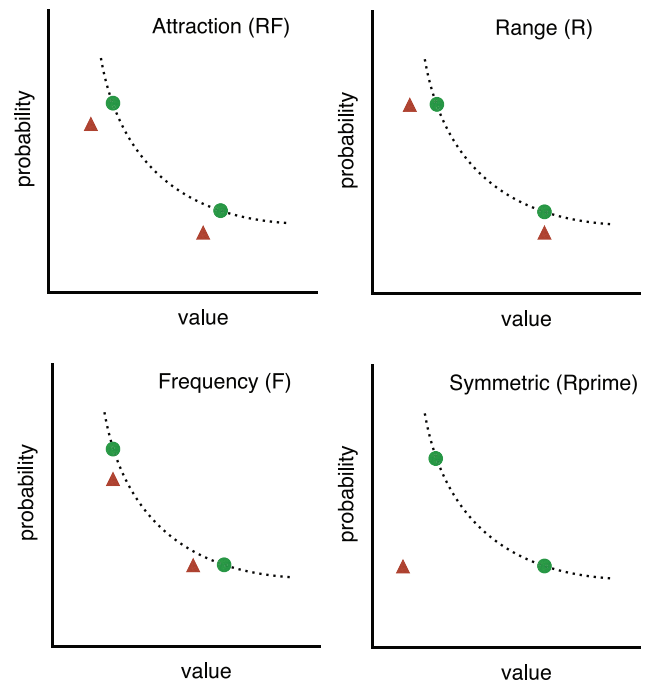 Attraction (RF)
probability
value
Range (R)
probability
value
Frequency (F)
probability
value
Symmetric (Rprime)
probability
value